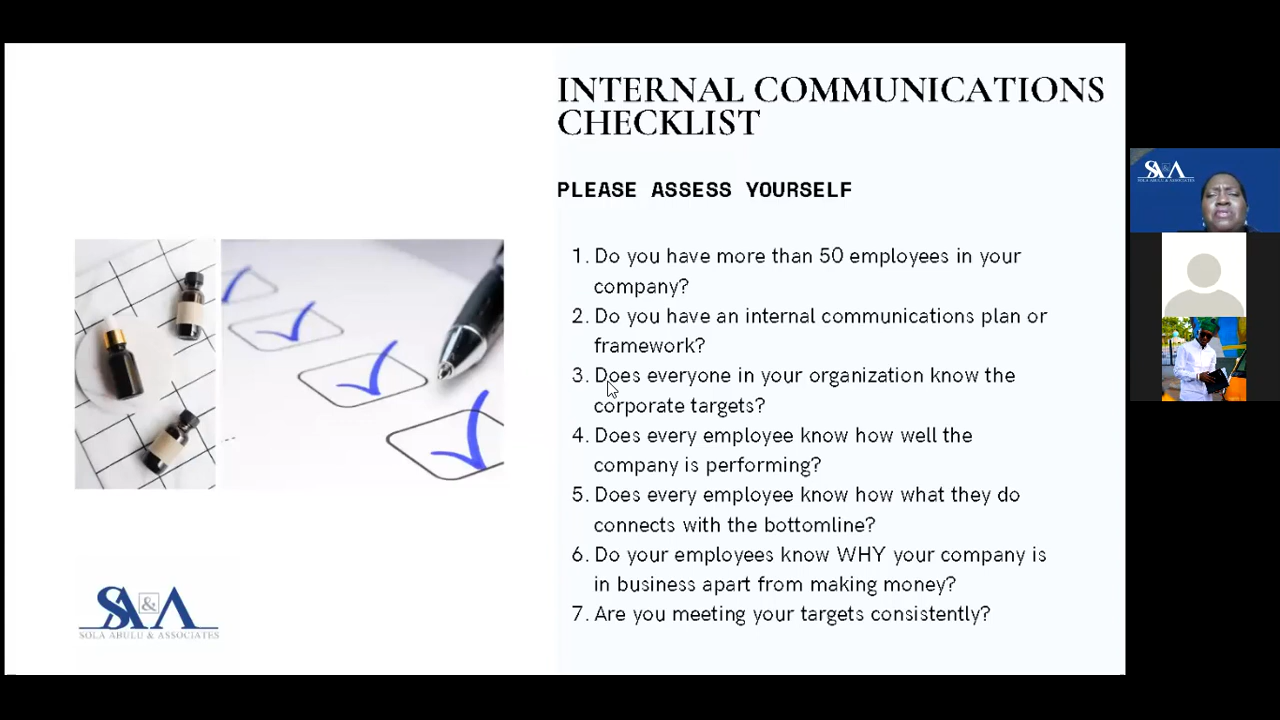 INTERNAL COMMUNICATIONS
CHECKLIST
PLEASE ASSESS YOURSELF
1. Do you have more than 50 employees in your
company?
2. Do you have an internal communications plan or
framework?
3. Does everyone in your organization know the
corporate targets?
4. Does every employee know how well the
company is performing?
5. Does every employee know how what they do
connects with the bottomline?
6. Do your employees know WHY your company is
in business apart from making money?
7. Are you meeting your targets consistently?
S&A
SOLA ABULU & ASSOCIATES
S&A
SOLA ABULU & ASSOCIATES